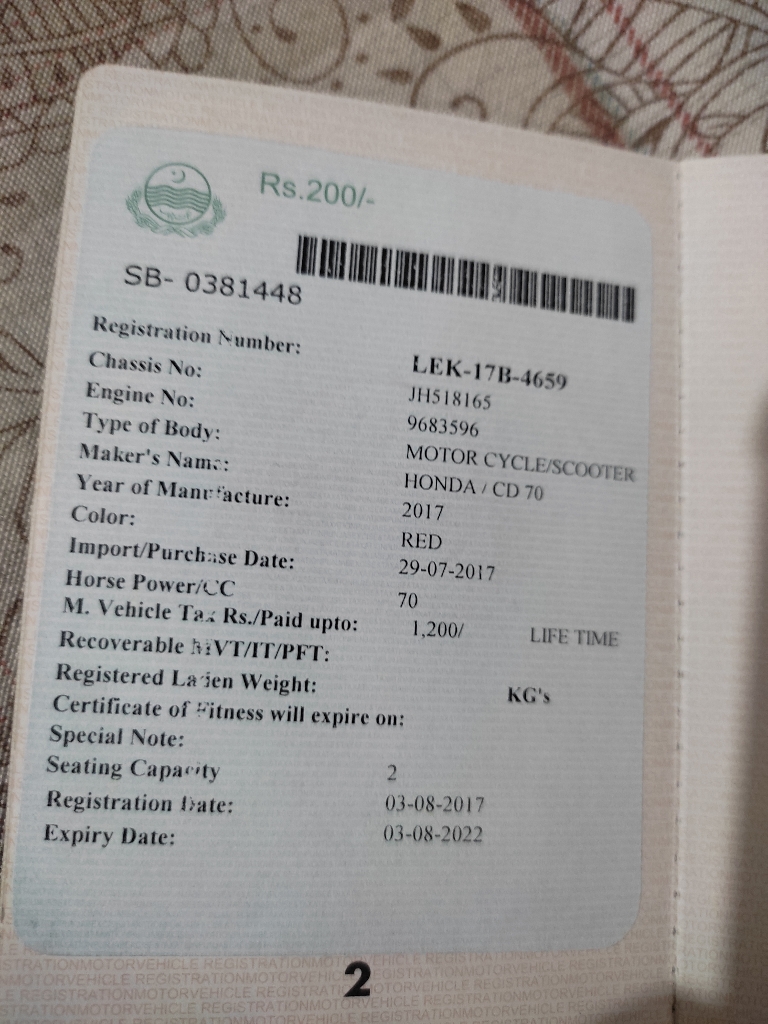 Rs.200/-
SB- 0381448
Registration Number: LEK-17B-4659
Chassis No: JH518165
Engine No: 9683596
Type of Body: MOTOR CYCLE/SCOOTER
Maker's Name: HONDA / CD 70
Year of Manufacture: 2017
Color: RED
Import/Purchase Date: 29-07-2017
Horse Power/CC 70
M. Vehicle Tax Rs./Paid upto: 1,200/ LIFE TIME
Recoverable MVT/IT/PFT:
Registered Laden Weight: KG's
Certificate of Fitness will expire on:
Special Note:
Seating Capacity 2
Registration Date: 03-08-2017
Expiry Date: 03-08-2022
2